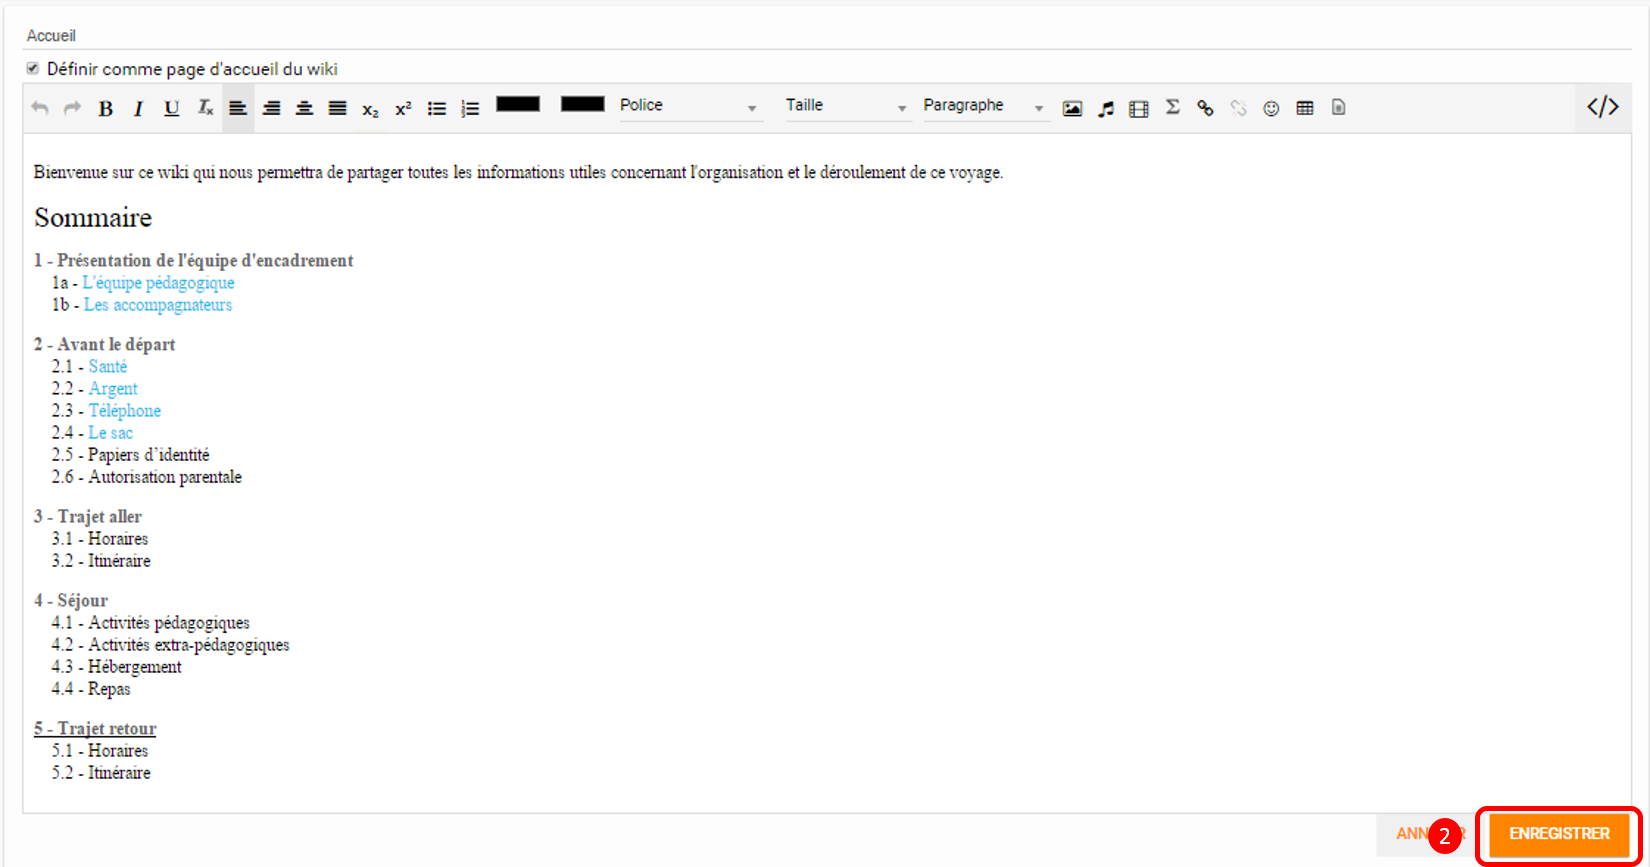 Accueil
Définir comme page d'accueil du wiki
B I U Ix x₂ x² Police Taille Paragraphe Σ </>
Bienvenue sur ce wiki qui nous permettra de partager toutes les informations utiles concernant l'organisation et le déroulement de ce voyage.
Sommaire
1 - Présentation de l'équipe d'encadrement
1a - L'équipe pédagogique
1b - Les accompagnateurs
2 - Avant le départ
2.1 - Santé
2.2 - Argent
2.3 - Téléphone
2.4 - Le sac
2.5 - Papiers d’identité
2.6 - Autorisation parentale
3 - Trajet aller
3.1 - Horaires
3.2 - Itinéraire
4 - Séjour
4.1 - Activités pédagogiques
4.2 - Activités extra-pédagogiques
4.3 - Hébergement
4.4 - Repas
5 - Trajet retour
5.1 - Horaires
5.2 - Itinéraire
2 ENREGISTRER